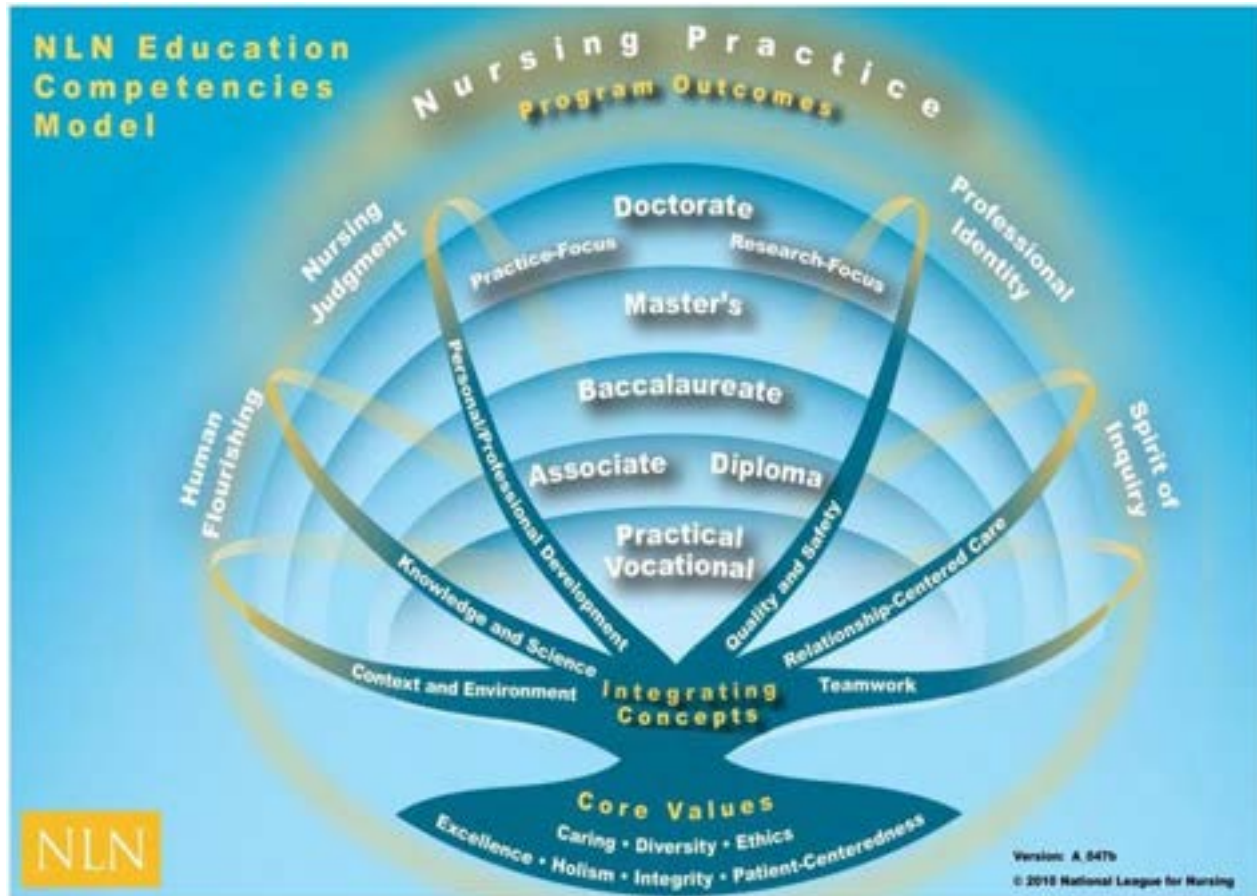 NLN Education
Competencies
Model
Nursing Practice
Program Outcomes
Nursing
Judgment
Professional
Identity
Human
Flourishing
Spirit of
Inquiry
Doctorate
Practice-Focus
Research-Focus
Master's
Baccalaureate
Associate
Diploma
Practical
Vocational
Personal/Professional Development
Quality and Safety
Knowledge and Science
Relationship-Centered Care
Context and Environment
Teamwork
Integrating
Concepts
Core Values
Caring • Diversity • Ethics
Excellence • Holism • Integrity • Patient-Centeredness
NLN
Version: A_047b
© 2010 National League for Nursing